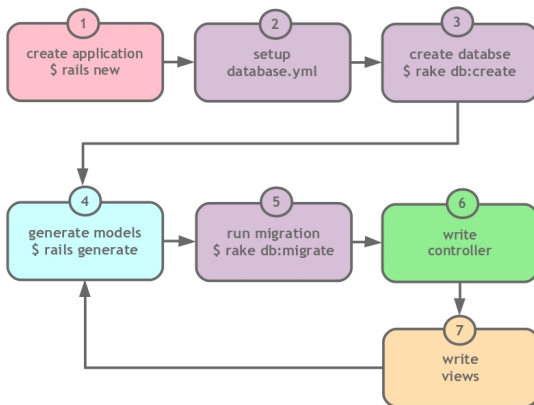 1
create application
$ rails new
2
setup
database.yml
3
create databse
$ rake db:create
4
generate models
$ rails generate
5
run migration
$ rake db:migrate
6
write
controller
7
write
views